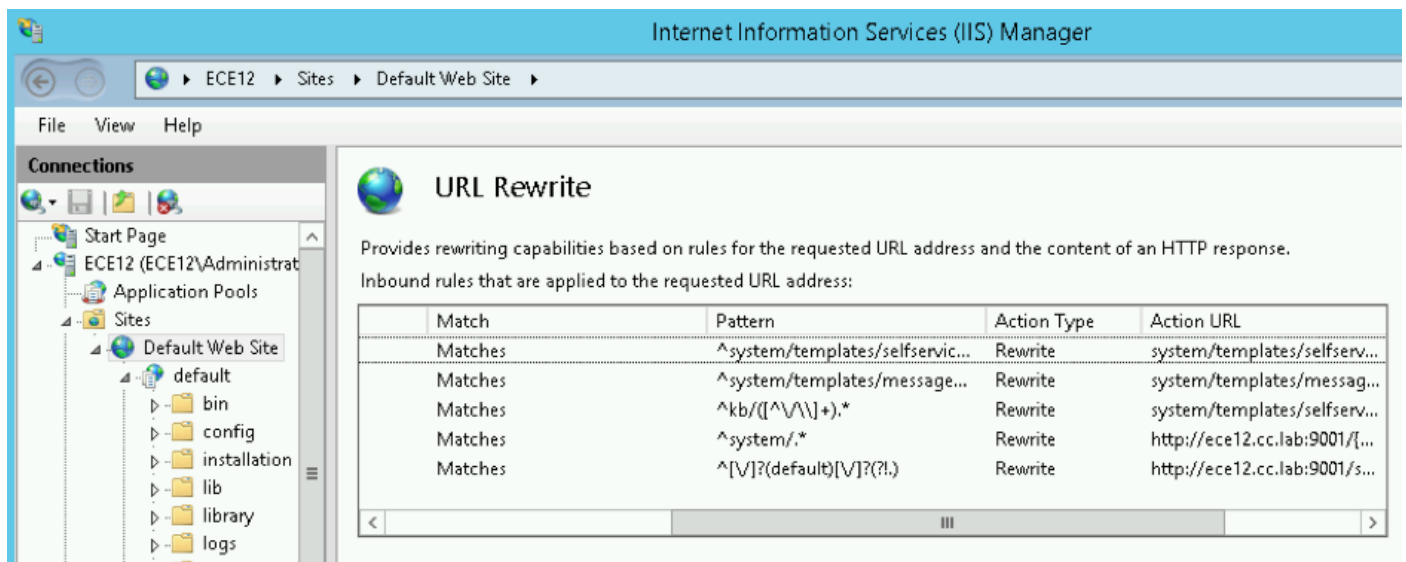 Internet Information Services (IIS) Manager
ECE12 Sites Default Web Site
File View Help
Connections
Start Page
ECE12 (ECE12\Administrat
Application Pools
Sites
Default Web Site
default
bin
config
installation
lib
library
logs
URL Rewrite
Provides rewriting capabilities based on rules for the requested URL address and the content of an HTTP response.
Inbound rules that are applied to the requested URL address:
Match Pattern Action Type Action URL
Matches ^system/templates/selfservic... Rewrite system/templates/selfserv...
Matches ^system/templates/message... Rewrite system/templates/messag...
Matches ^kb/([^\/\\]+).* Rewrite system/templates/selfserv...
Matches ^system/.* Rewrite http://ece12.cc.lab:9001/{...
Matches ^[\/]?(default)[\/]?(?!.) Rewrite http://ece12.cc.lab:9001/s...